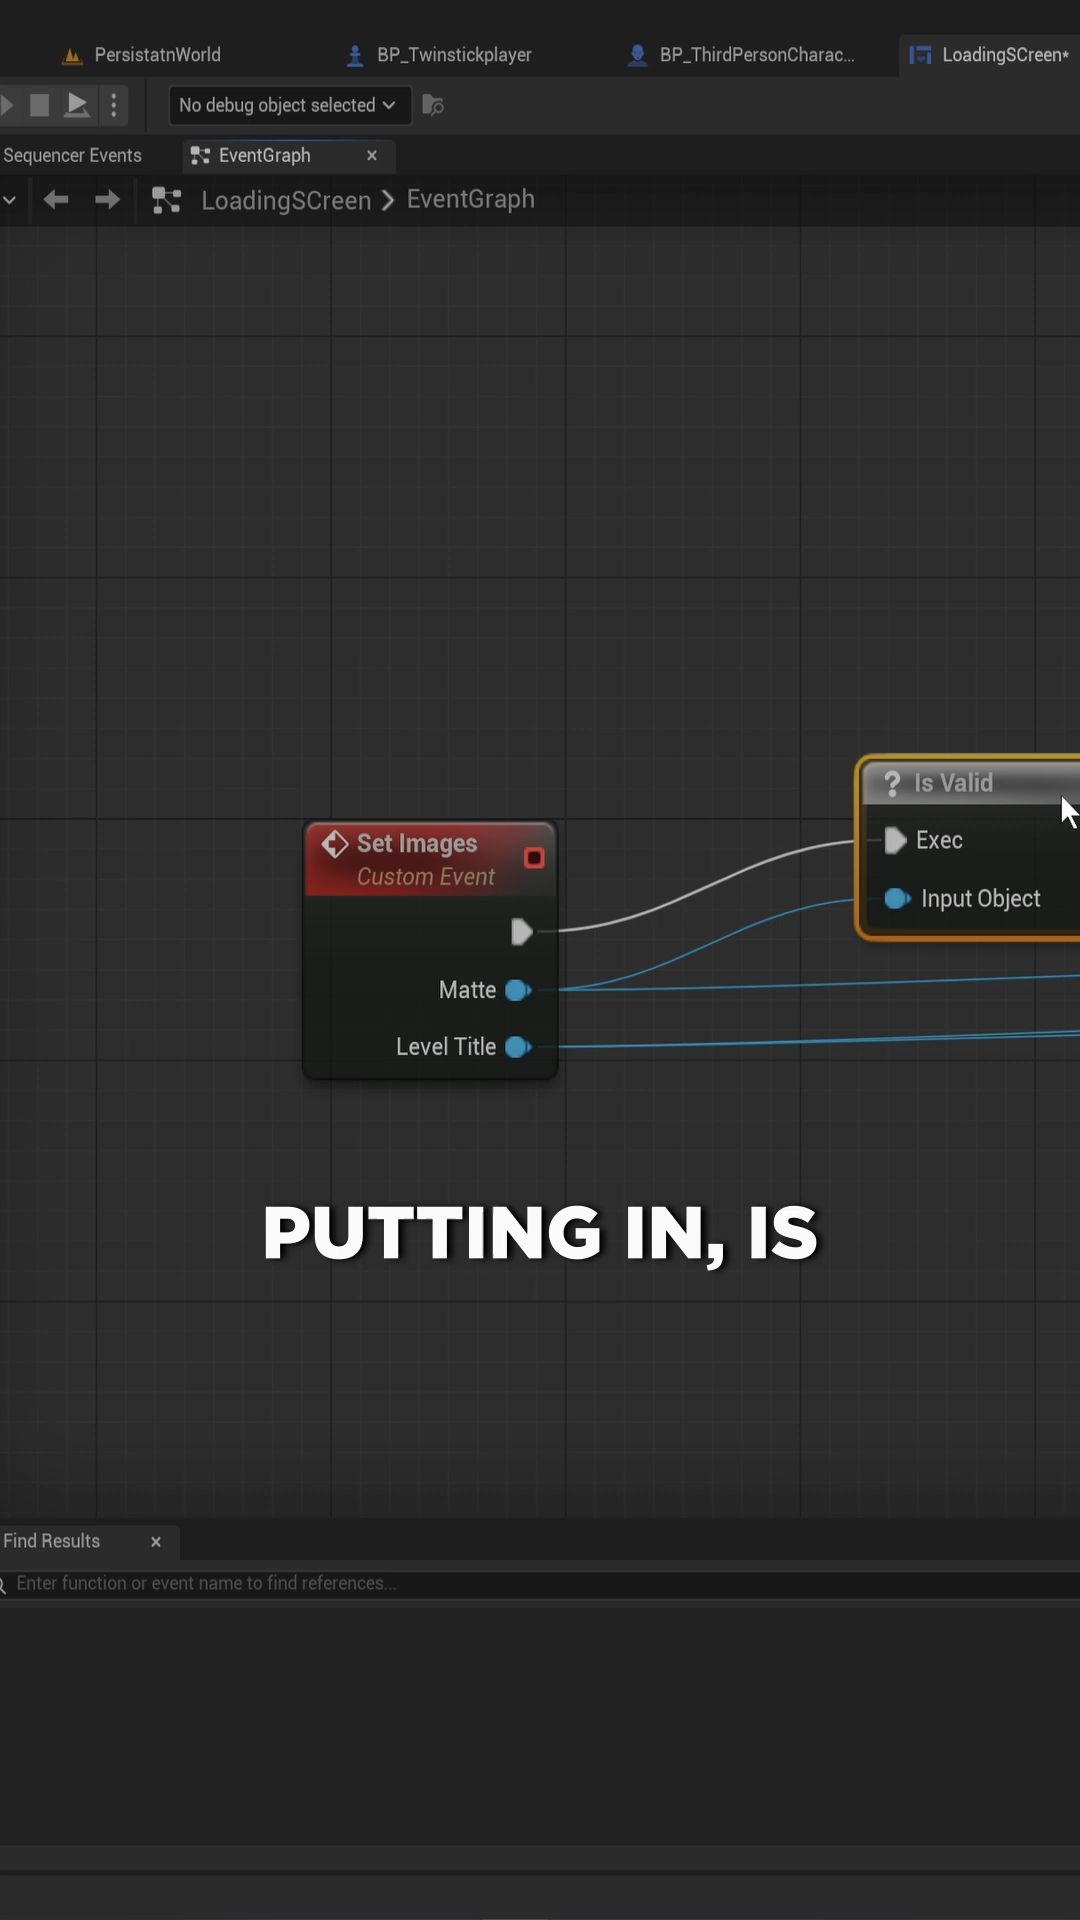 PersistatnWorld
BP_Twinstickplayer
BP_ThirdPersonCharac...
LoadingSCreen*
No debug object selected
Sequencer Events
EventGraph
LoadingSCreen > EventGraph
Is Valid
Exec
Input Object
Set Images
Custom Event
Matte
Level Title
PUTTING IN, IS
Find Results
Enter function or event name to find references...